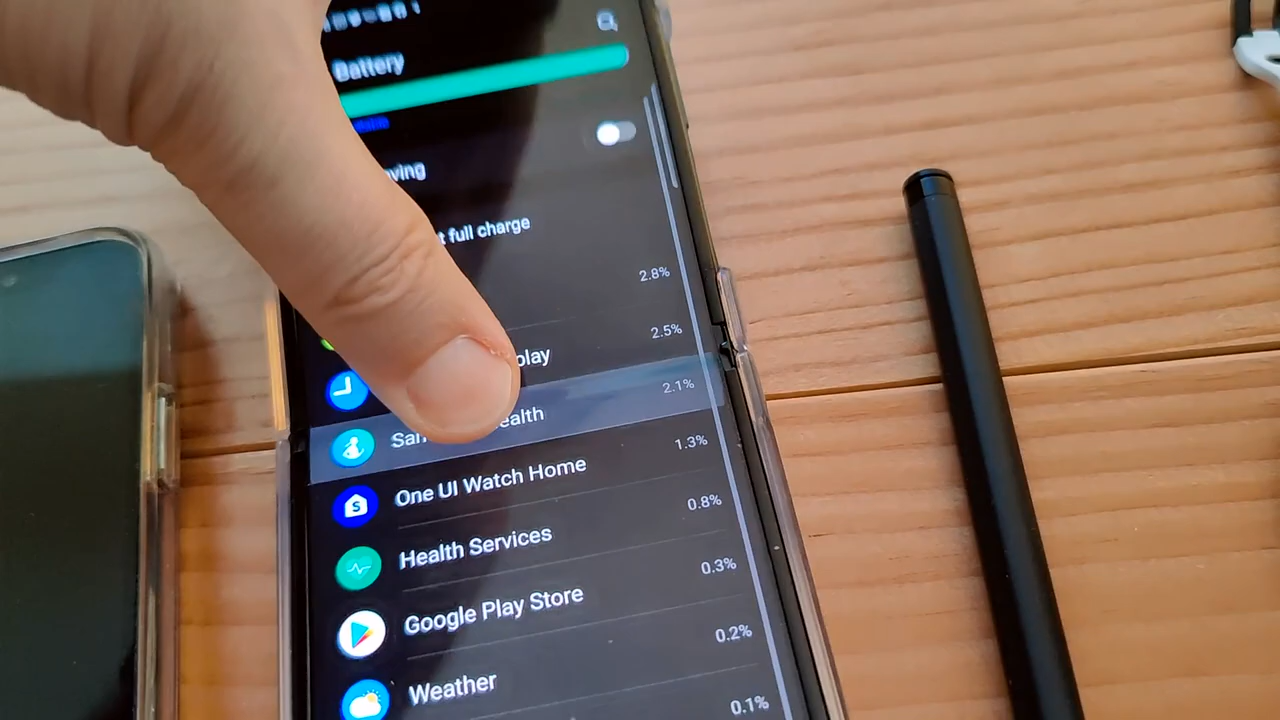 Battery
ving
t full charge
2.8%
play 2.5%
ealth 2.1%
One UI Watch Home 1.3%
Health Services 0.8%
Google Play Store 0.3%
Weather 0.2%
0.1%